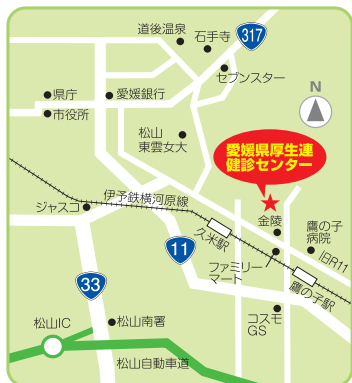 道後温泉
石手寺
317
セブンスター
県庁
愛媛銀行
市役所
N
松山
東雲女大
愛媛県厚生連
健診センター
伊予鉄横河原線
ジャスコ
金陵
鷹の子
病院
久米駅
旧R11
11
ファミリー
マート
鷹の子駅
33
コスモ
GS
松山IC
松山南署
松山自動車道